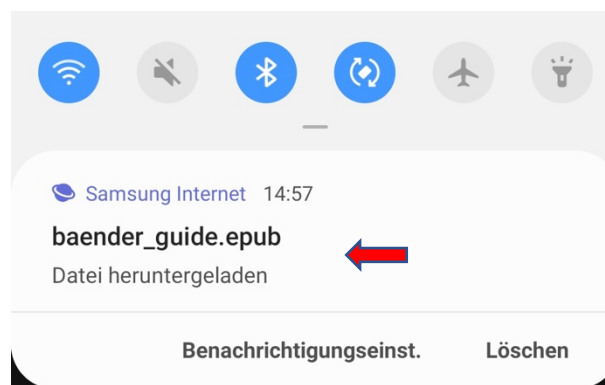 Samsung Internet 14:57
baender_guide.epub
Datei heruntergeladen
Benachrichtigungseinst. Löschen